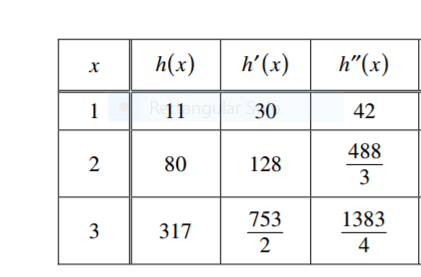 x h(x) h′(x) h″(x)
1 11 30 42
2 80 128 488/3
3 317 753/2 1383/4